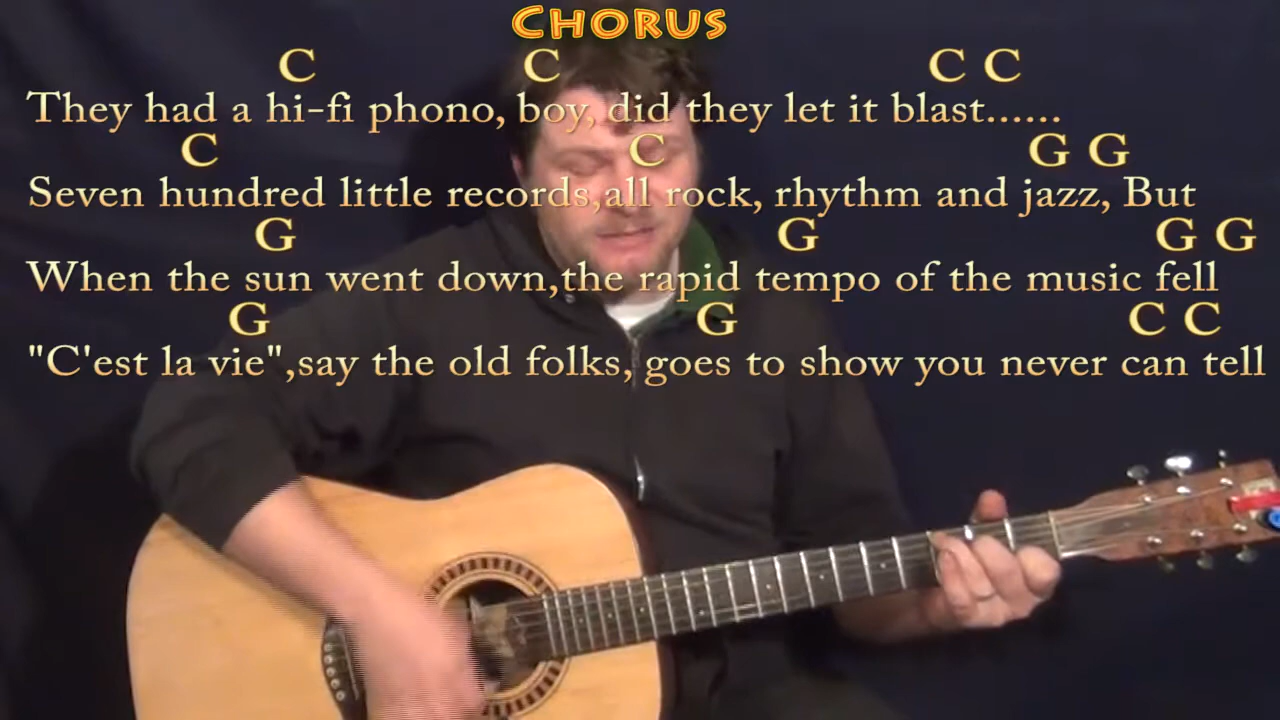 CHORUS
C C C C
They had a hi-fi phono, boy, did they let it blast......
C C G G
Seven hundred little records,all rock, rhythm and jazz, But
G G G G
When the sun went down,the rapid tempo of the music fell
G G C C
"C'est la vie",say the old folks, goes to show you never can tell